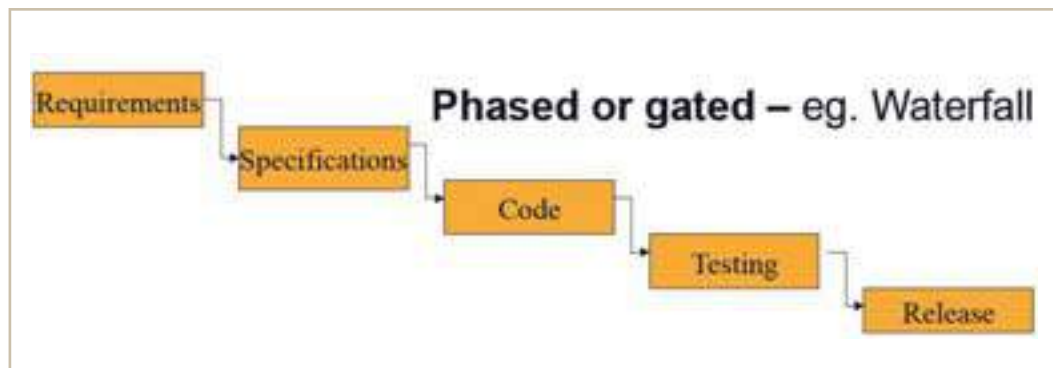 Requirements
Phased or gated – eg. Waterfall
Specifications
Code
Testing
Release